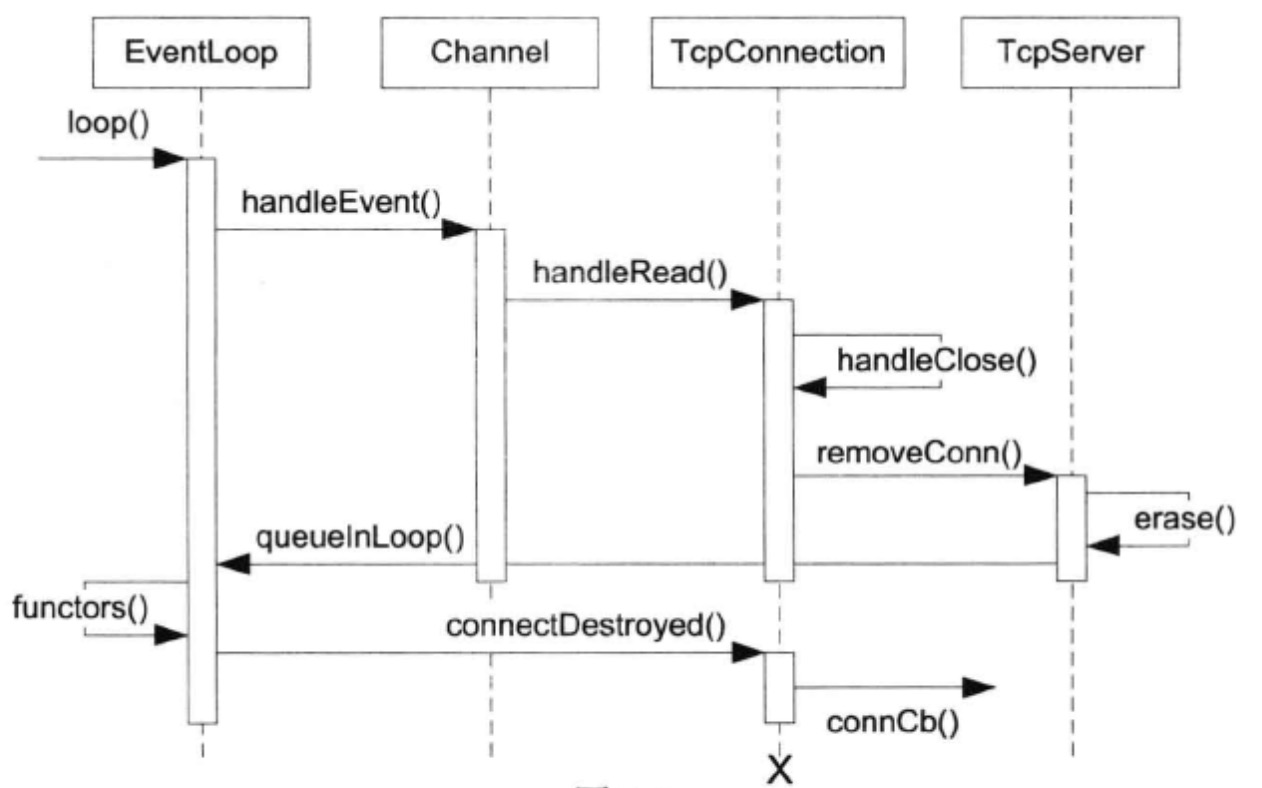 EventLoop
Channel
TcpConnection
TcpServer
loop()
handleEvent()
handleRead()
handleClose()
removeConn()
erase()
queueInLoop()
functors()
connectDestroyed()
connCb()
X